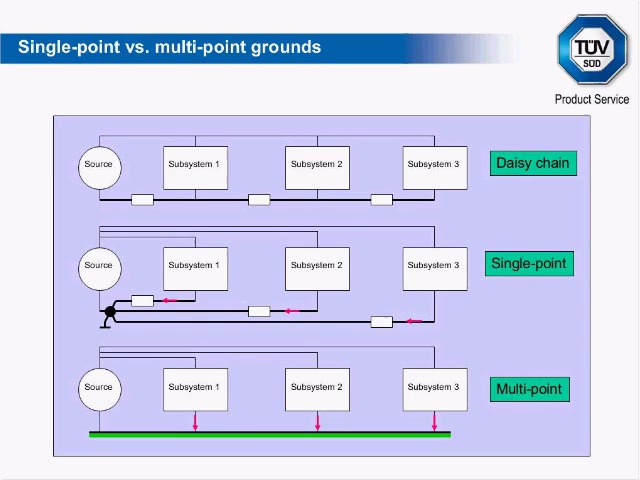 Single-point vs. multi-point grounds
TÜV
SÜD
Product Service
Source
Subsystem 1
Subsystem 2
Subsystem 3
Daisy chain
Source
Subsystem 1
Subsystem 2
Subsystem 3
Single-point
Source
Subsystem 1
Subsystem 2
Subsystem 3
Multi-point